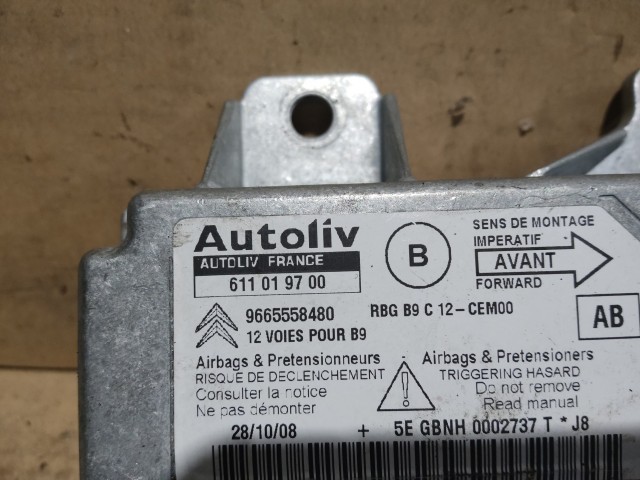 Autoliv
AUTOLIV FRANCE
611 01 97 00
B
SENS DE MONTAGE
IMPERATIF
AVANT
FORWARD
9665558480
RBG B9 C 12-CEM00
12 VOIES POUR B9
AB
Airbags & Pretensionneurs
RISQUE DE DECLENCHEMENT
Consulter la notice
Ne pas démonter
Airbags & Pretensioners
TRIGGERING HASARD
Do not remove
Read manual
28/10/08 + 5E GBNH 0002737 T * J8